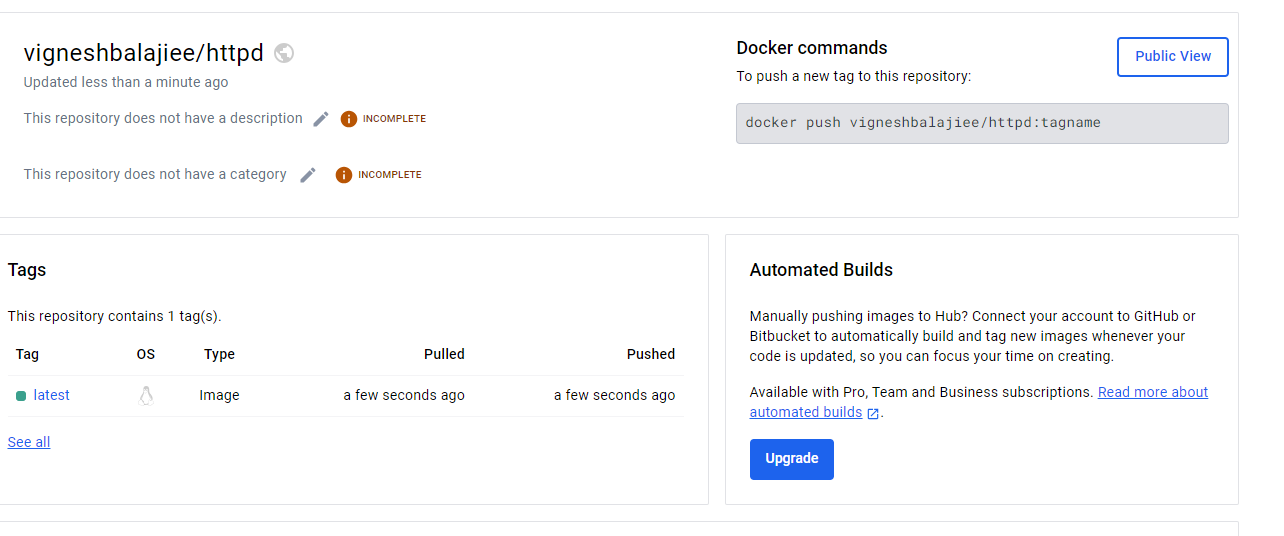 vigneshbalajiee/httpd
Updated less than a minute ago
This repository does not have a description INCOMPLETE
This repository does not have a category INCOMPLETE
Docker commands
Public View
To push a new tag to this repository:
docker push vigneshbalajiee/httpd:tagname
Tags
This repository contains 1 tag(s).
Tag OS Type Pulled Pushed
latest Image a few seconds ago a few seconds ago
See all
Automated Builds
Manually pushing images to Hub? Connect your account to GitHub or
Bitbucket to automatically build and tag new images whenever your
code is updated, so you can focus your time on creating.
Available with Pro, Team and Business subscriptions. Read more about
automated builds .
Upgrade